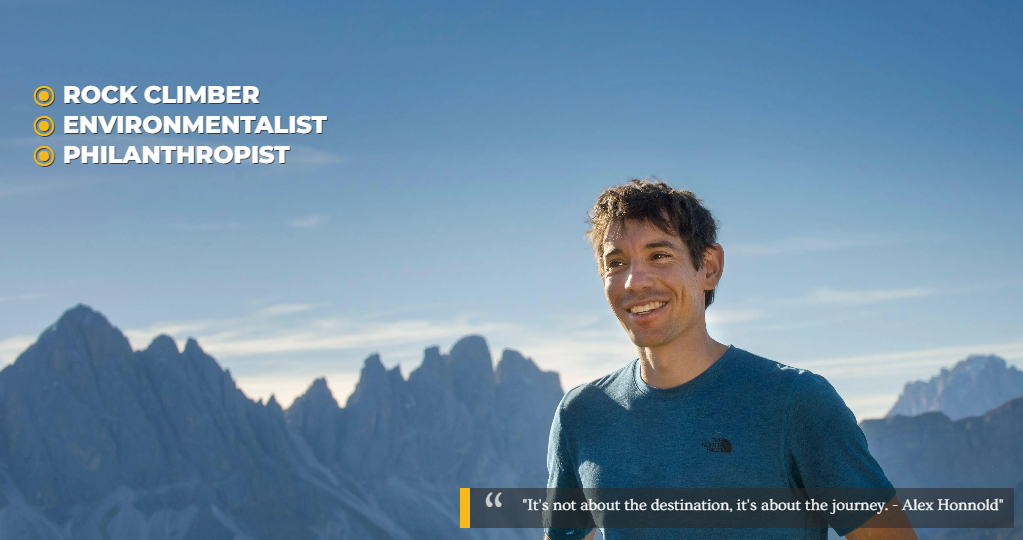 ROCK CLIMBER
ENVIRONMENTALIST
PHILANTHROPIST
THE
NORTH
FACE
“ "It's not about the destination, it's about the journey. - Alex Honnold"